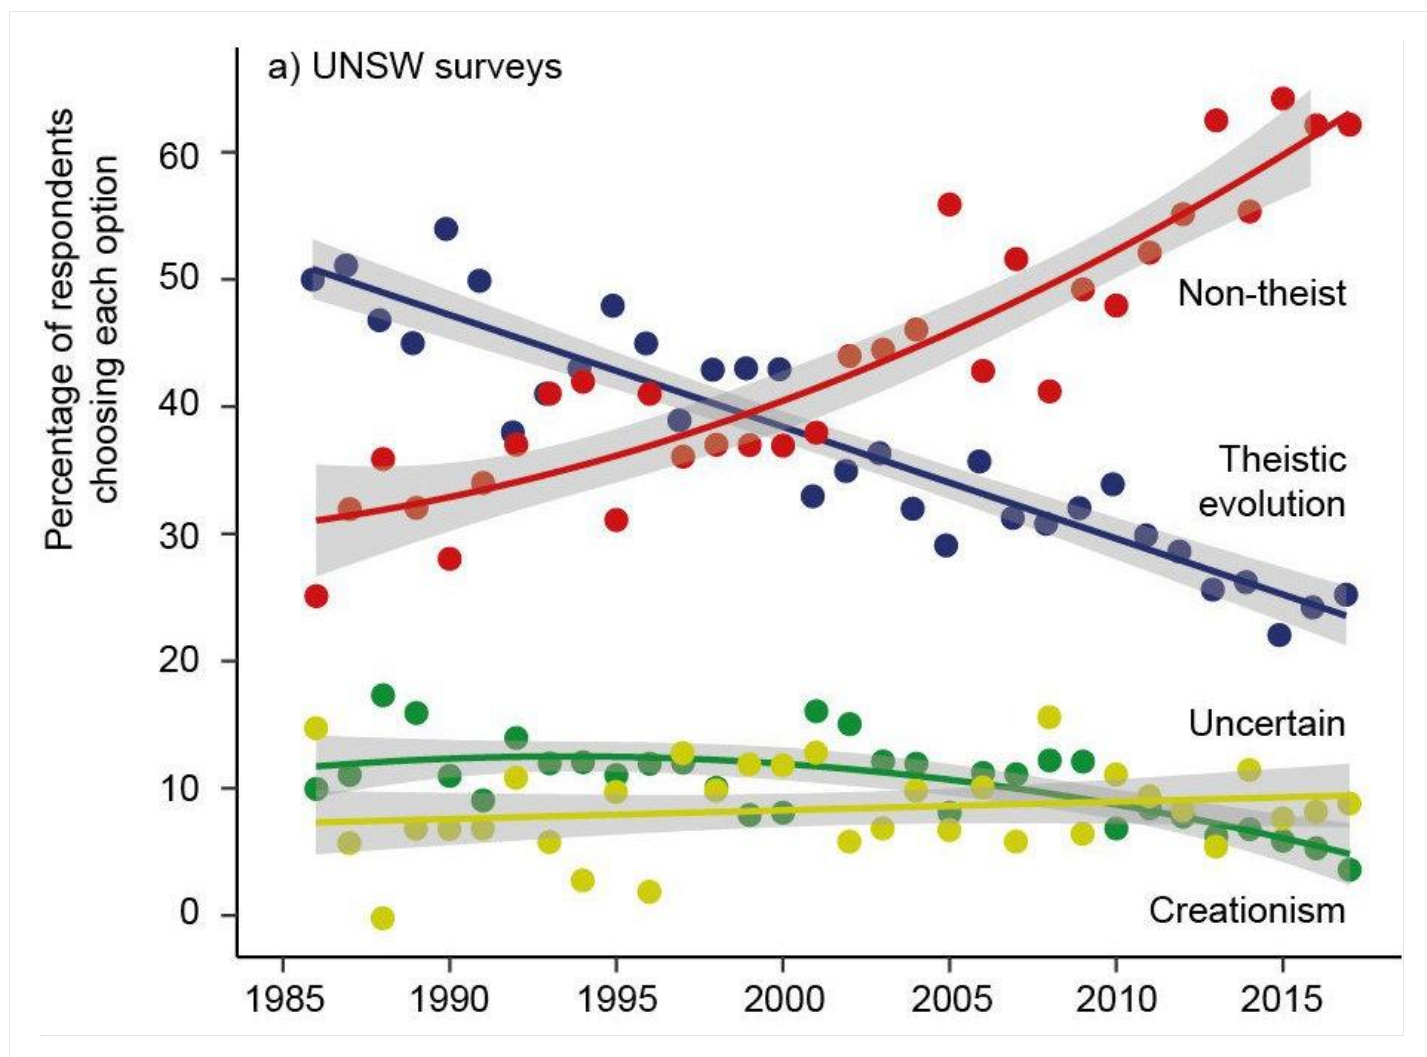 a) UNSW surveys
Percentage of respondents
choosing each option
60
50
40
30
20
10
0
Non-theist
Theistic
evolution
Uncertain
Creationism
1985
1990
1995
2000
2005
2010
2015